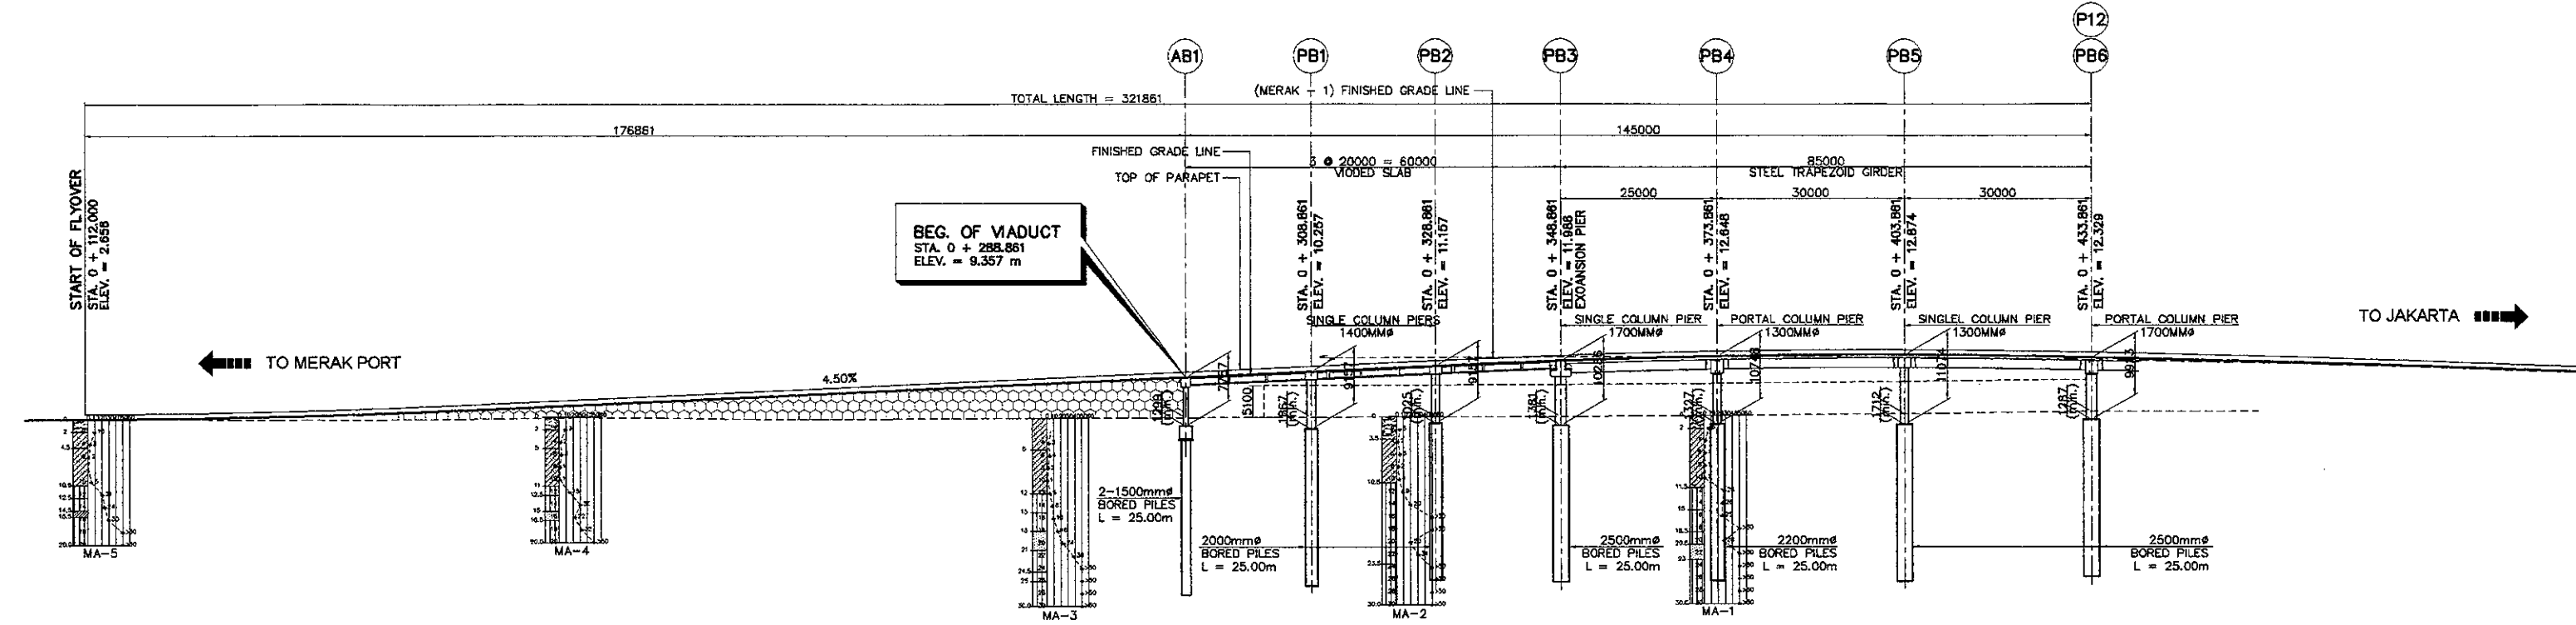 P12
AB1
PB1
PB2
PB3
PB4
PB5
PB6
TOTAL LENGTH = 321861
(MERAK - 1) FINISHED GRADE LINE
176861
145000
FINISHED GRADE LINE
3 @ 20000 = 60000
VIODED SLAB
85000
STEEL TRAPEZOID GIRDER
TOP OF PARAPET
25000
30000
30000
START OF FLYOVER
STA. 0 + 112.000
ELEV. = 2.658
BEG. OF VIADUCT
STA. 0 + 288.861
ELEV. = 9.357 m
STA. 0 + 308.861
ELEV. = 10.257
STA. 0 + 328.861
ELEV. = 11.157
STA. 0 + 348.861
ELEV. = 11.988
EXOANSION PIER
STA. 0 + 373.861
ELEV. = 12.648
STA. 0 + 403.861
ELEV. = 12.674
STA. 0 + 433.861
ELEV. = 12.329
SINGLE COLUMN PIERS
1400MMø
SINGLE COLUMN PIER
1700MMø
PORTAL COLUMN PIER
1300MMø
SINGLEL COLUMN PIER
1300MMø
PORTAL COLUMN PIER
1700MMø
TO JAKARTA
TO MERAK PORT
4.50%
5100
9157
10286
11074
9973
2-1500mmø
BORED PILES
L = 25.00m
2000mmø
BORED PILES
L = 25.00m
2500mmø
BORED PILES
L = 25.00m
2200mmø
BORED PILES
L = 25.00m
2500mmø
BORED PILES
L = 25.00m
MA-5
MA-4
MA-3
MA-2
MA-1